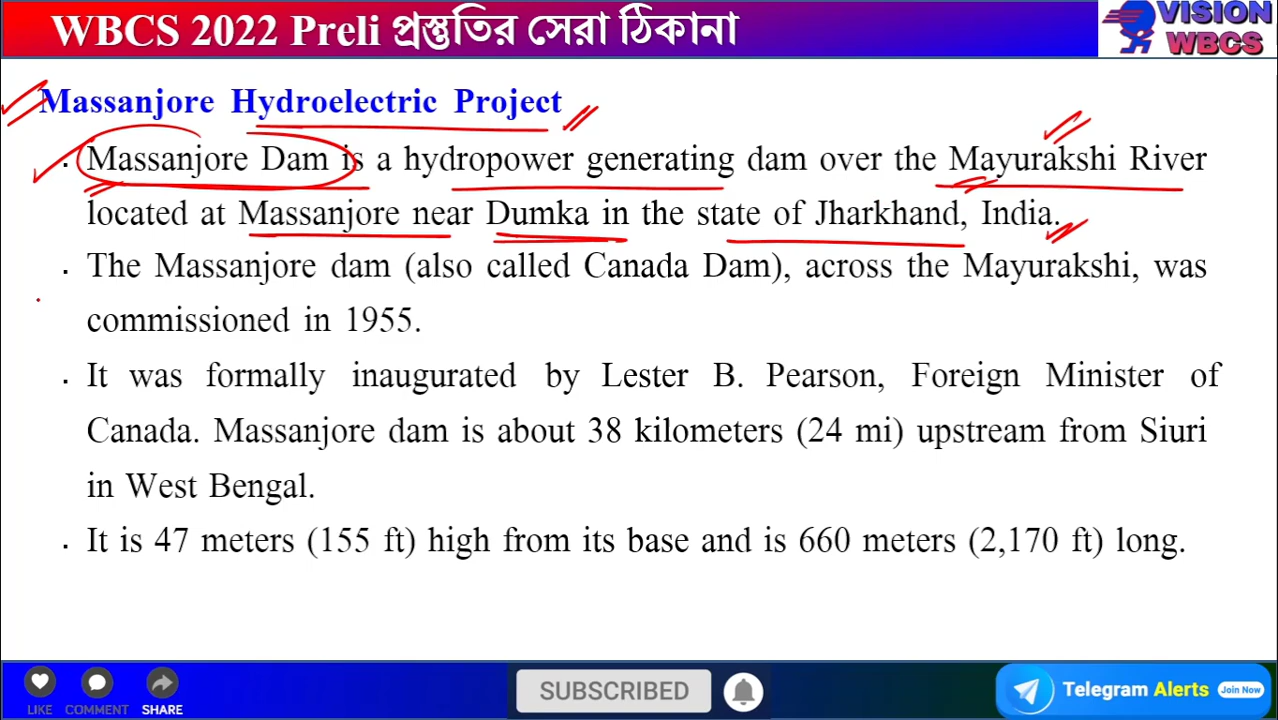 WBCS 2022 Preli প্রস্তুতির সেরা ঠিকানা
VISION
WBCS
Massanjore Hydroelectric Project
Massanjore Dam is a hydropower generating dam over the Mayurakshi River
located at Massanjore near Dumka in the state of Jharkhand, India.
The Massanjore dam (also called Canada Dam), across the Mayurakshi, was
commissioned in 1955.
It was formally inaugurated by Lester B. Pearson, Foreign Minister of
Canada. Massanjore dam is about 38 kilometers (24 mi) upstream from Siuri
in West Bengal.
It is 47 meters (155 ft) high from its base and is 660 meters (2,170 ft) long.
LIKE COMMENT SHARE
SUBSCRIBED
Telegram Alerts Join Now